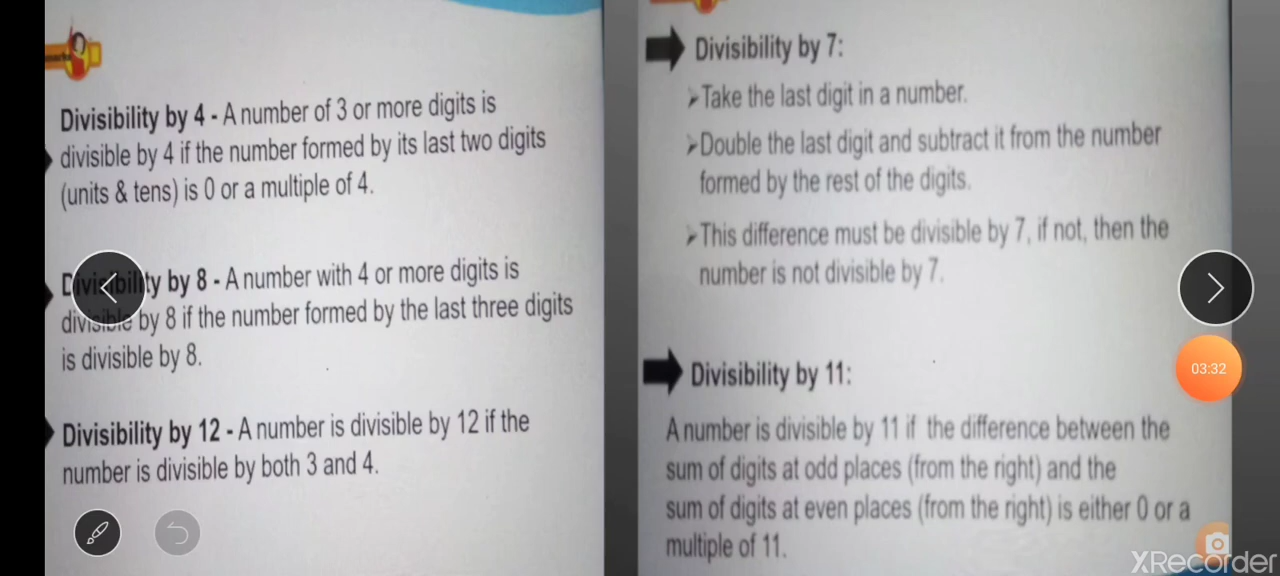 Divisibility by 4 - A number of 3 or more digits is
divisible by 4 if the number formed by its last two digits
(units & tens) is 0 or a multiple of 4.
Divisibility by 8 - A number with 4 or more digits is
divisible by 8 if the number formed by the last three digits
is divisible by 8.
Divisibility by 12 - A number is divisible by 12 if the
number is divisible by both 3 and 4.
Divisibility by 7:
Take the last digit in a number.
Double the last digit and subtract it from the number
formed by the rest of the digits.
This difference must be divisible by 7, if not, then the
number is not divisible by 7.
Divisibility by 11:
A number is divisible by 11 if the difference between the
sum of digits at odd places (from the right) and the
sum of digits at even places (from the right) is either 0 or a
multiple of 11.
03:32
XRecorder